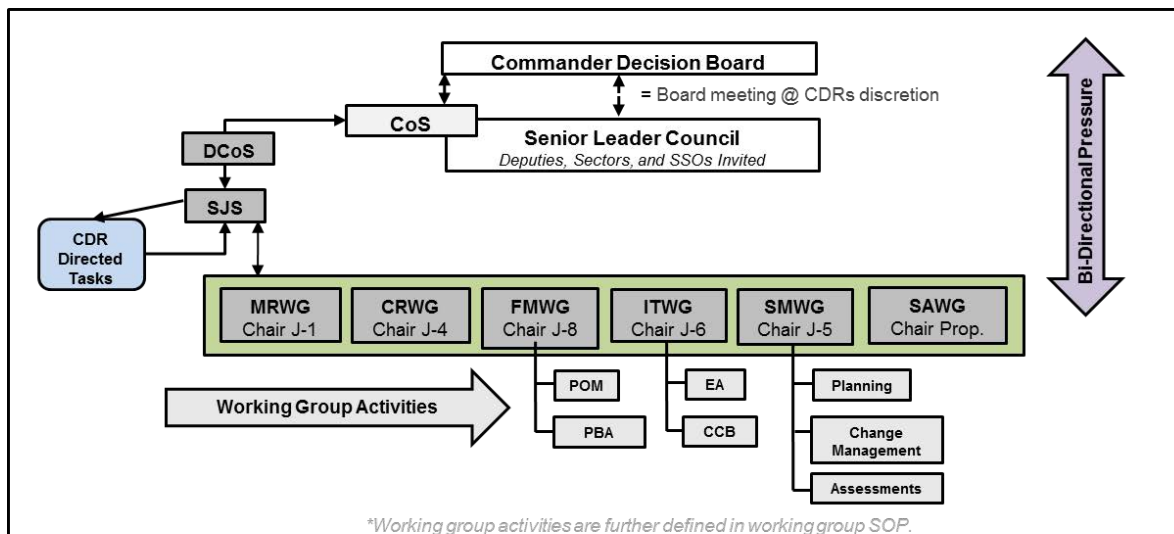 Commander Decision Board
= Board meeting @ CDRs discretion
CoS
Senior Leader Council
Deputies, Sectors, and SSOs Invited
DCoS
SJS
CDR
Directed
Tasks
Bi-Directional Pressure
MRWG
Chair J-1
CRWG
Chair J-4
FMWG
Chair J-8
ITWG
Chair J-6
SMWG
Chair J-5
SAWG
Chair Prop.
Working Group Activities
POM
PBA
EA
CCB
Planning
Change
Management
Assessments
*Working group activities are further defined in working group SOP.